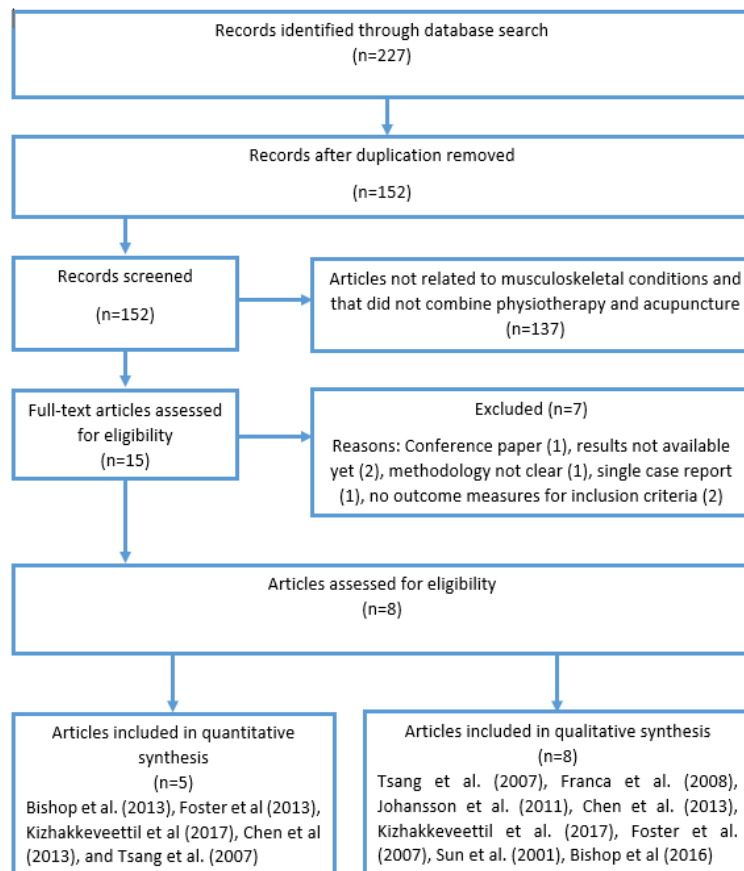 Records identified through database search
(n=227)
Records after duplication removed
(n=152)
Records screened
(n=152)
Articles not related to musculoskeletal conditions and
that did not combine physiotherapy and acupuncture
(n=137)
Full-text articles assessed
for eligibility
(n=15)
Excluded (n=7)
Reasons: Conference paper (1), results not available
yet (2), methodology not clear (1), single case report
(1), no outcome measures for inclusion criteria (2)
Articles assessed for eligibility
(n=8)
Articles included in quantitative
synthesis
(n=5)
Bishop et al. (2013), Foster et al (2013),
Kizhakkeveettil et al (2017), Chen et al
(2013), and Tsang et al. (2007)
Articles included in qualitative synthesis
(n=8)
Tsang et al. (2007), Franca et al. (2008),
Johansson et al. (2011), Chen et al. (2013),
Kizhakkeveettil et al. (2017), Foster et al.
(2007), Sun et al. (2001), Bishop et al (2016)